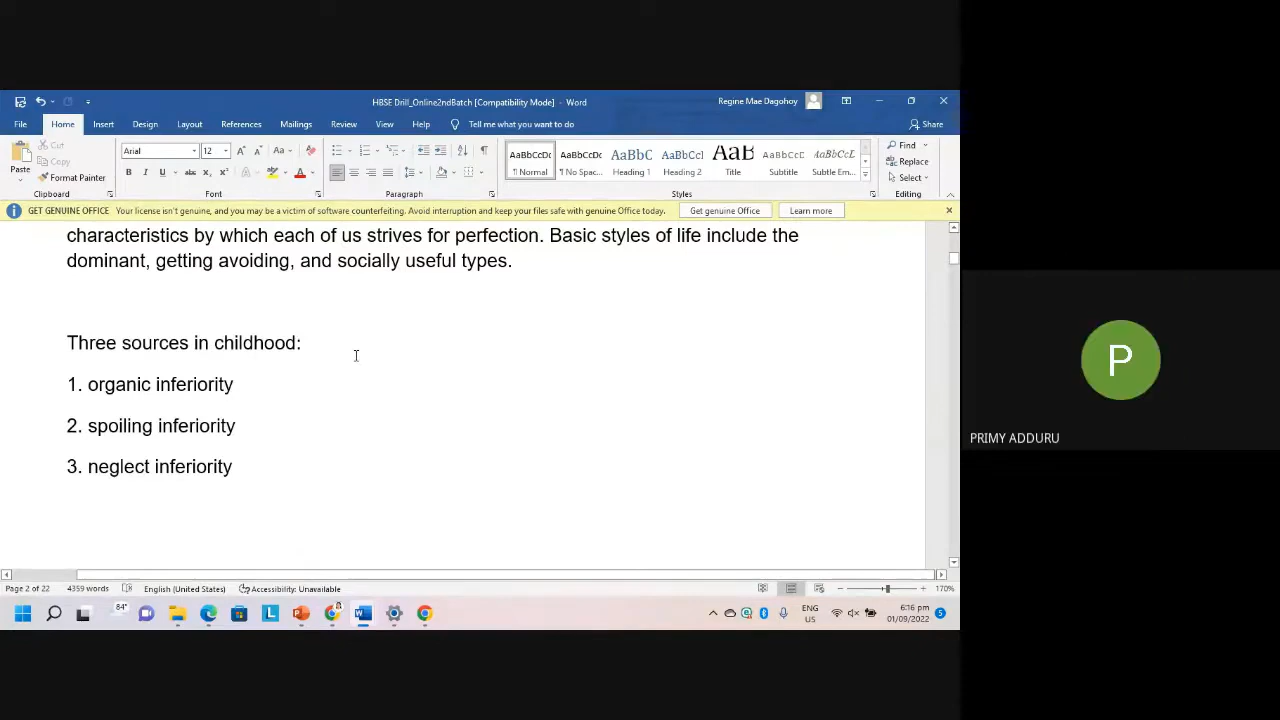 HBSE Drill_Online2ndBatch [Compatibility Mode] - Word
Regine Mae Dagohoy
File Home Insert Design Layout References Mailings Review View Help Tell me what you want to do Share
Paste
Cut
Copy
Format Painter
Clipboard
Arial 12
Font
Paragraph
AaBbCcDc AaBbCcDc AaBbC AaBbCcI AaB AaBbCcD AaBbCcL
¶ Normal ¶ No Spac... Heading 1 Heading 2 Title Subtitle Subtle Em...
Styles
Find
Replace
Select
Editing
GET GENUINE OFFICE Your license isn't genuine, and you may be a victim of software counterfeiting. Avoid interruption and keep your files safe with genuine Office today. Get genuine Office Learn more
characteristics by which each of us strives for perfection. Basic styles of life include the
dominant, getting avoiding, and socially useful types.
Three sources in childhood:
1. organic inferiority
2. spoiling inferiority
3. neglect inferiority
Page 2 of 22 4359 words English (United States) Accessibility: Unavailable 170%
84°
ENG
US
6:16 pm
01/09/2022
5
P
PRIMY ADDURU